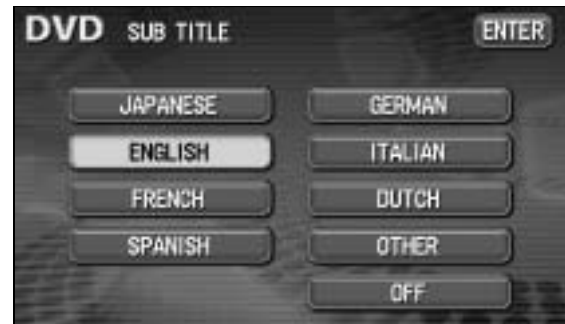 DVD SUB TITLE ENTER
JAPANESE GERMAN
ENGLISH ITALIAN
FRENCH DUTCH
SPANISH OTHER
OFF